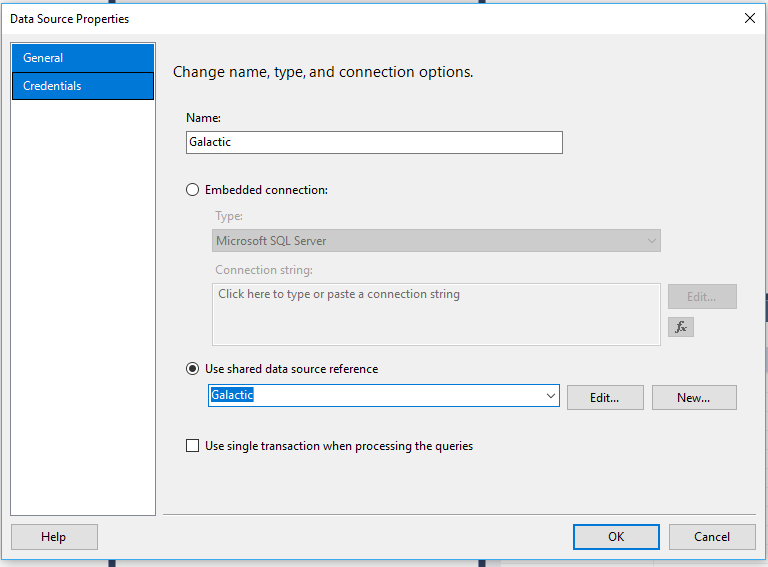 Data Source Properties
General
Credentials
Change name, type, and connection options.
Name:
Galactic
Embedded connection:
Type:
Microsoft SQL Server
Connection string:
Click here to type or paste a connection string
Edit...
fx
Use shared data source reference
Galactic
Edit...
New...
Use single transaction when processing the queries
Help
OK
Cancel